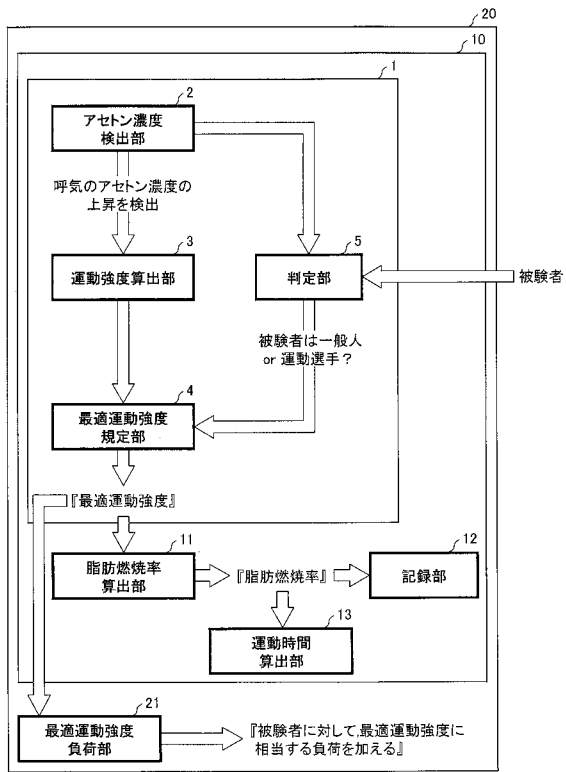 20
10
1
2
アセトン濃度
検出部
呼気のアセトン濃度の
上昇を検出
3
運動強度算出部
5
判定部
被験者
被験者は一般人
or 運動選手?
4
最適運動強度
規定部
『最適運動強度』
11
脂肪燃焼率
算出部
『脂肪燃焼率』
12
記録部
13
運動時間
算出部
21
最適運動強度
負荷部
『被験者に対して,最適運動強度に
相当する負荷を加える』